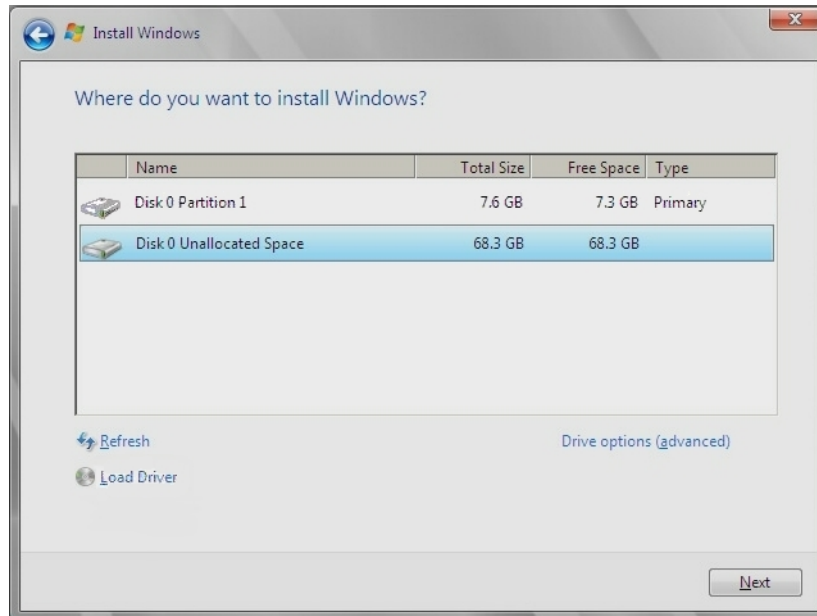 Install Windows
Where do you want to install Windows?
Name Total Size Free Space Type
Disk 0 Partition 1 7.6 GB 7.3 GB Primary
Disk 0 Unallocated Space 68.3 GB 68.3 GB
Refresh Drive options (advanced)
Load Driver
Next